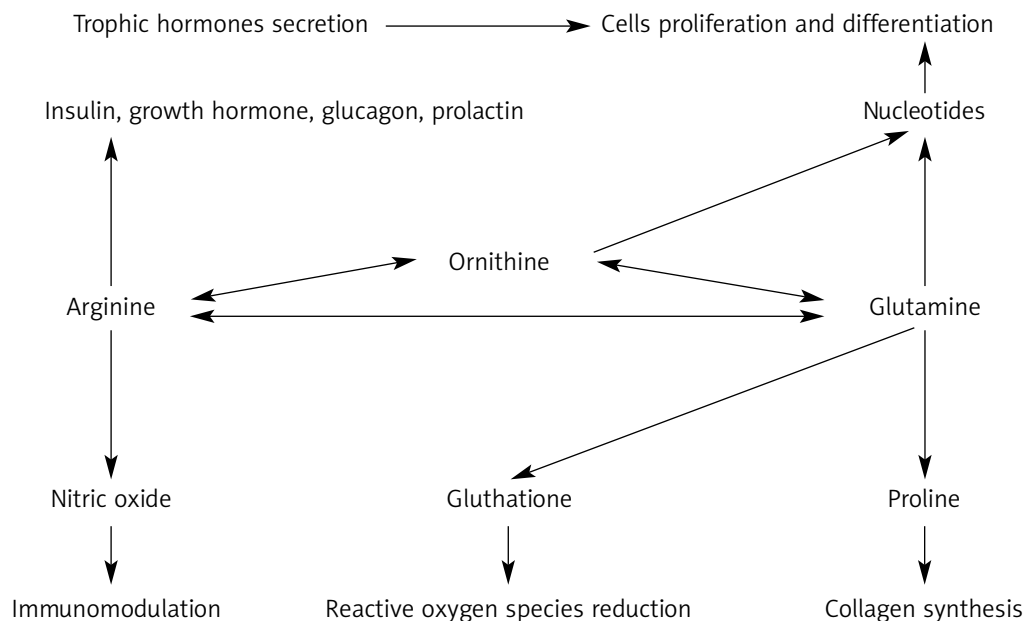 Trophic hormones secretion
Cells proliferation and differentiation
Insulin, growth hormone, glucagon, prolactin
Nucleotides
Ornithine
Arginine
Glutamine
Nitric oxide
Gluthatione
Proline
Immunomodulation
Reactive oxygen species reduction
Collagen synthesis